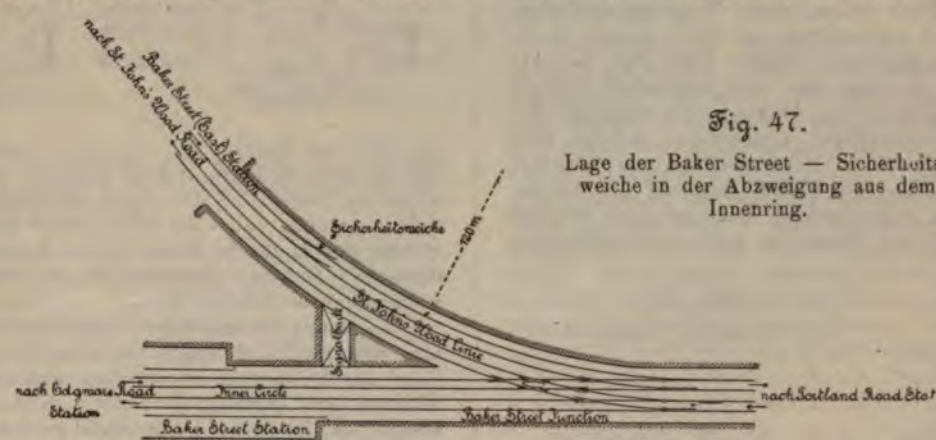 Fig. 47.
Lage der Baker Street — Sicherheits
weiche in der Abzweigung aus dem
Innenring.
nach St. John's Wood Road
Baker Street (East) Station
Sicherheitsweiche
120 m
St. John's Wood Linie
Signalbude
nach Edgware Road
Station
Inner Circle
nach Portland Road Stat
Baker Street Junction
Baker Street Station